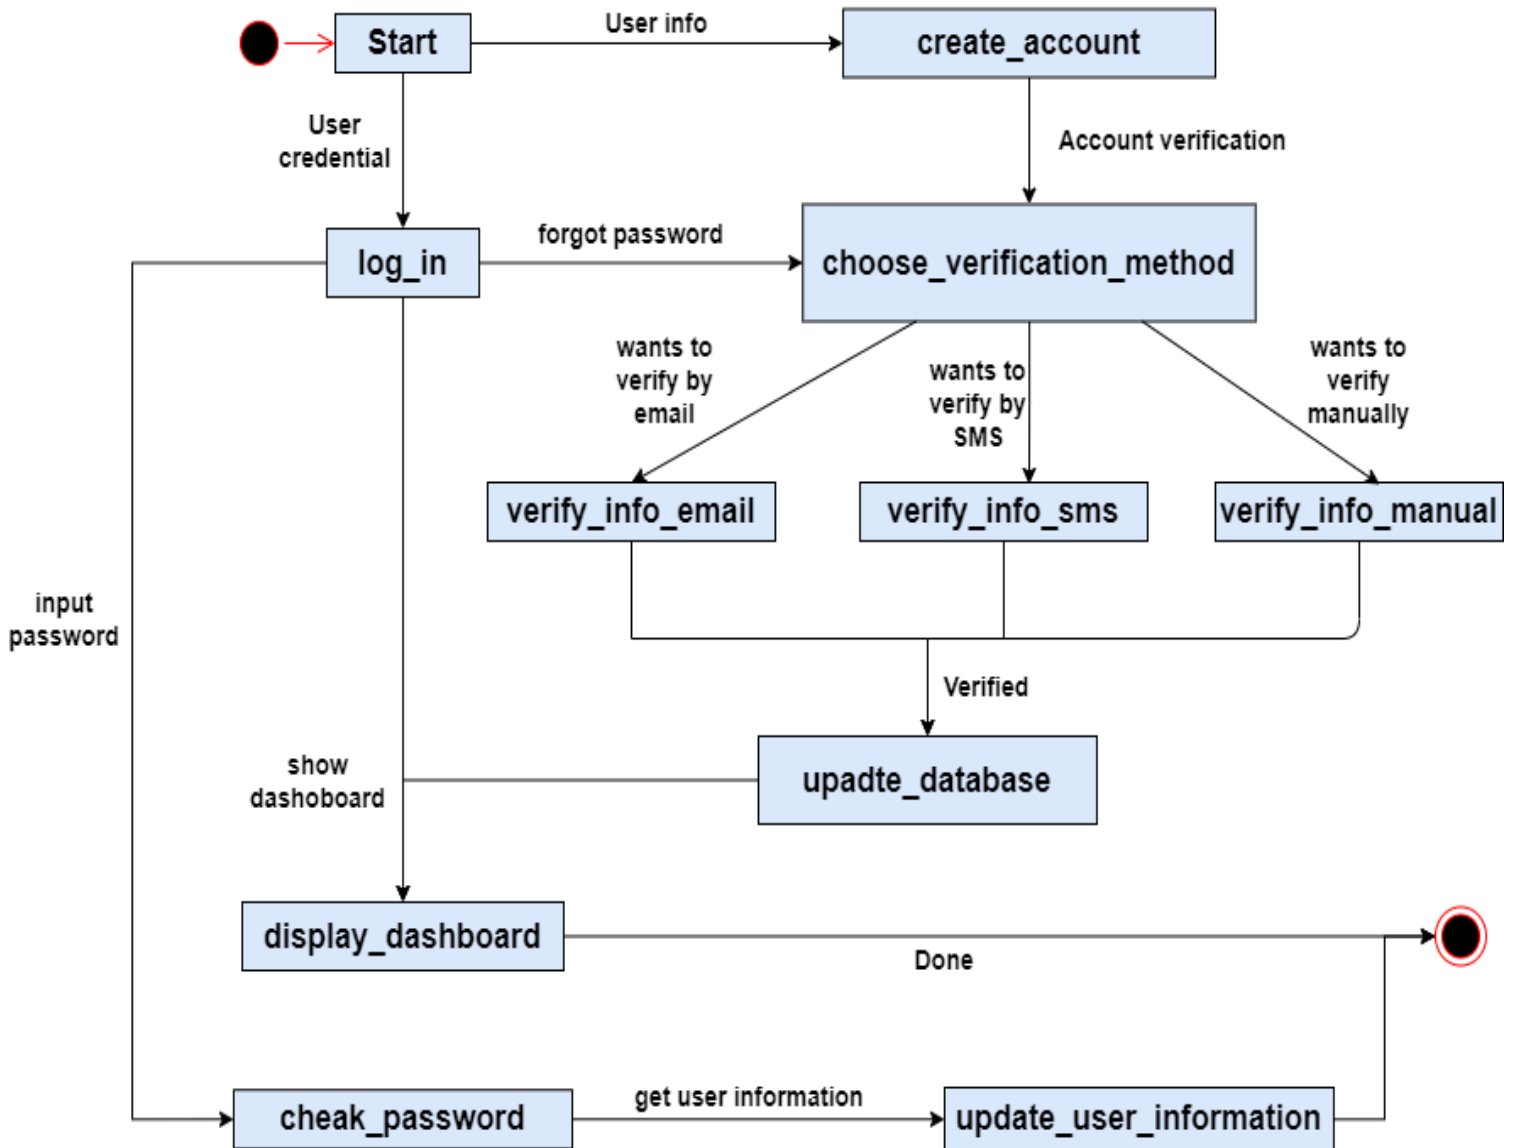 Start
User info
create_account
User
credential
Account verification
log_in
forgot password
choose_verification_method
wants to
verify by
email
wants to
verify by
SMS
wants to
verify
manually
verify_info_email
verify_info_sms
verify_info_manual
input
password
Verified
show
dashoboard
upadte_database
display_dashboard
Done
cheak_password
get user information
update_user_information